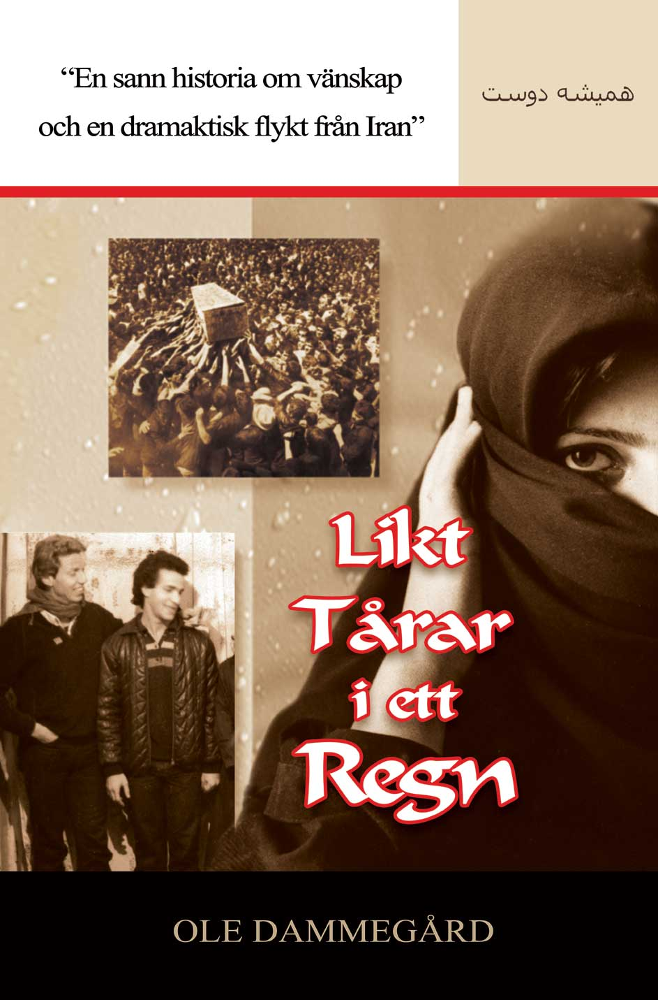 “En sann historia om vänskap
och en dramaktisk flykt från Iran”
همیشه دوست
Likt
Tårar
i ett
Regn
OLE DAMMEGÅRD